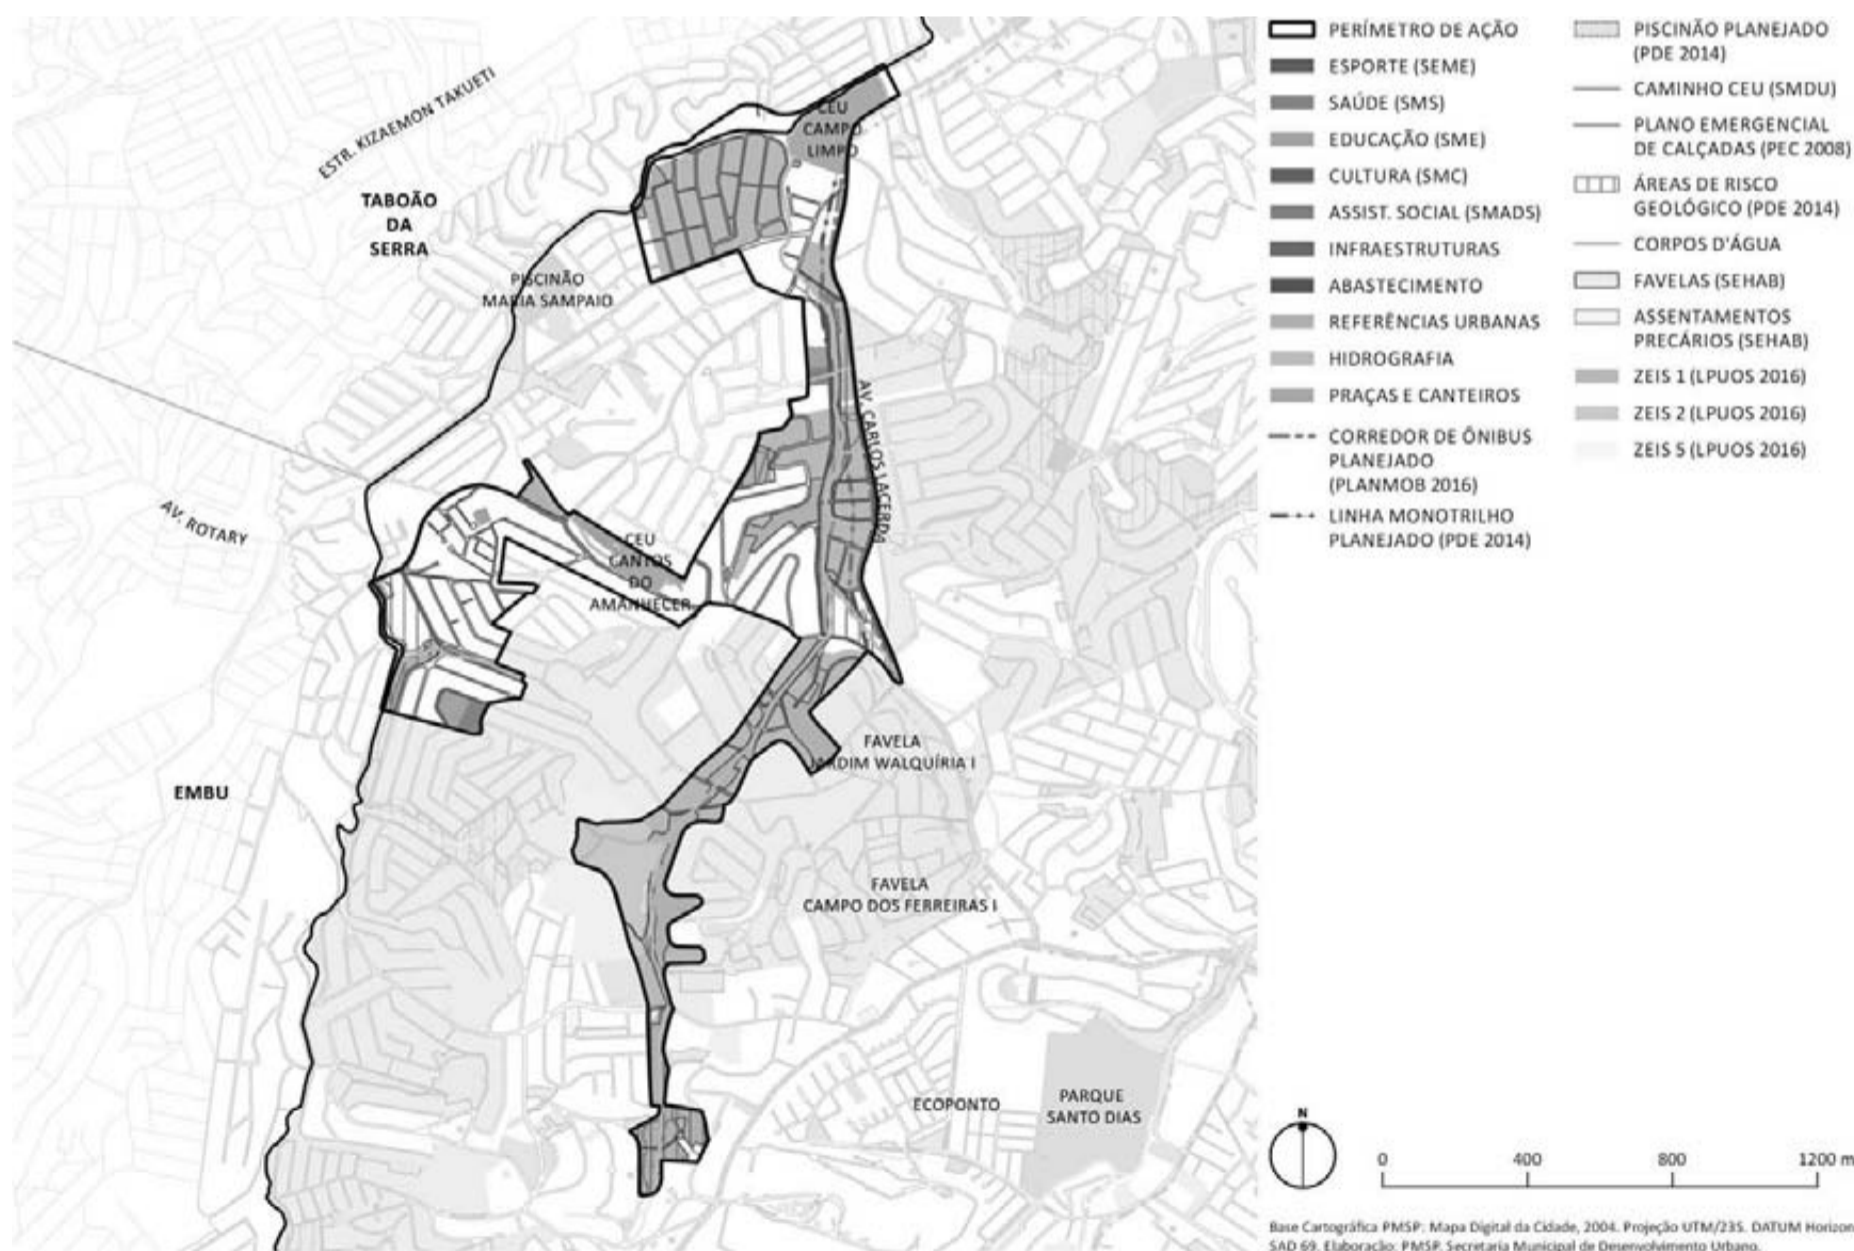 ESTR. KIZAEMON TAKUETI
TABOÃO
DA
SERRA
CEU
CAMPO
LIMPO
PISCINÃO
MARIA SAMPAIO
AV. CARLOS LACERDA
AV. ROTARY
CEU
CANTOS
DO
AMANHECER
EMBU
FAVELA
JARDIM WALQUÍRIA I
FAVELA
CAMPO DOS FERREIRAS I
ECOPONTO
PARQUE
SANTO DIAS
PERÍMETRO DE AÇÃO
ESPORTE (SEME)
SAÚDE (SMS)
EDUCAÇÃO (SME)
CULTURA (SMC)
ASSIST. SOCIAL (SMADS)
INFRAESTRUTURAS
ABASTECIMENTO
REFERÊNCIAS URBANAS
HIDROGRAFIA
PRAÇAS E CANTEIROS
CORREDOR DE ÔNIBUS
PLANEJADO
(PLANMOB 2016)
LINHA MONOTRILHO
PLANEJADO (PDE 2014)
PISCINÃO PLANEJADO
(PDE 2014)
CAMINHO CEU (SMDU)
PLANO EMERGENCIAL
DE CALÇADAS (PEC 2008)
ÁREAS DE RISCO
GEOLÓGICO (PDE 2014)
CORPOS D'ÁGUA
FAVELAS (SEHAB)
ASSENTAMENTOS
PRECÁRIOS (SEHAB)
ZEIS 1 (LPUOS 2016)
ZEIS 2 (LPUOS 2016)
ZEIS 5 (LPUOS 2016)
N
0 400 800 1200 m
Base Cartográfica PMSP: Mapa Digital da Cidade, 2004. Projeção UTM/23S. DATUM Horizon
SAD 69. Elaboração: PMSP. Secretaria Municipal de Desenvolvimento Urbano.